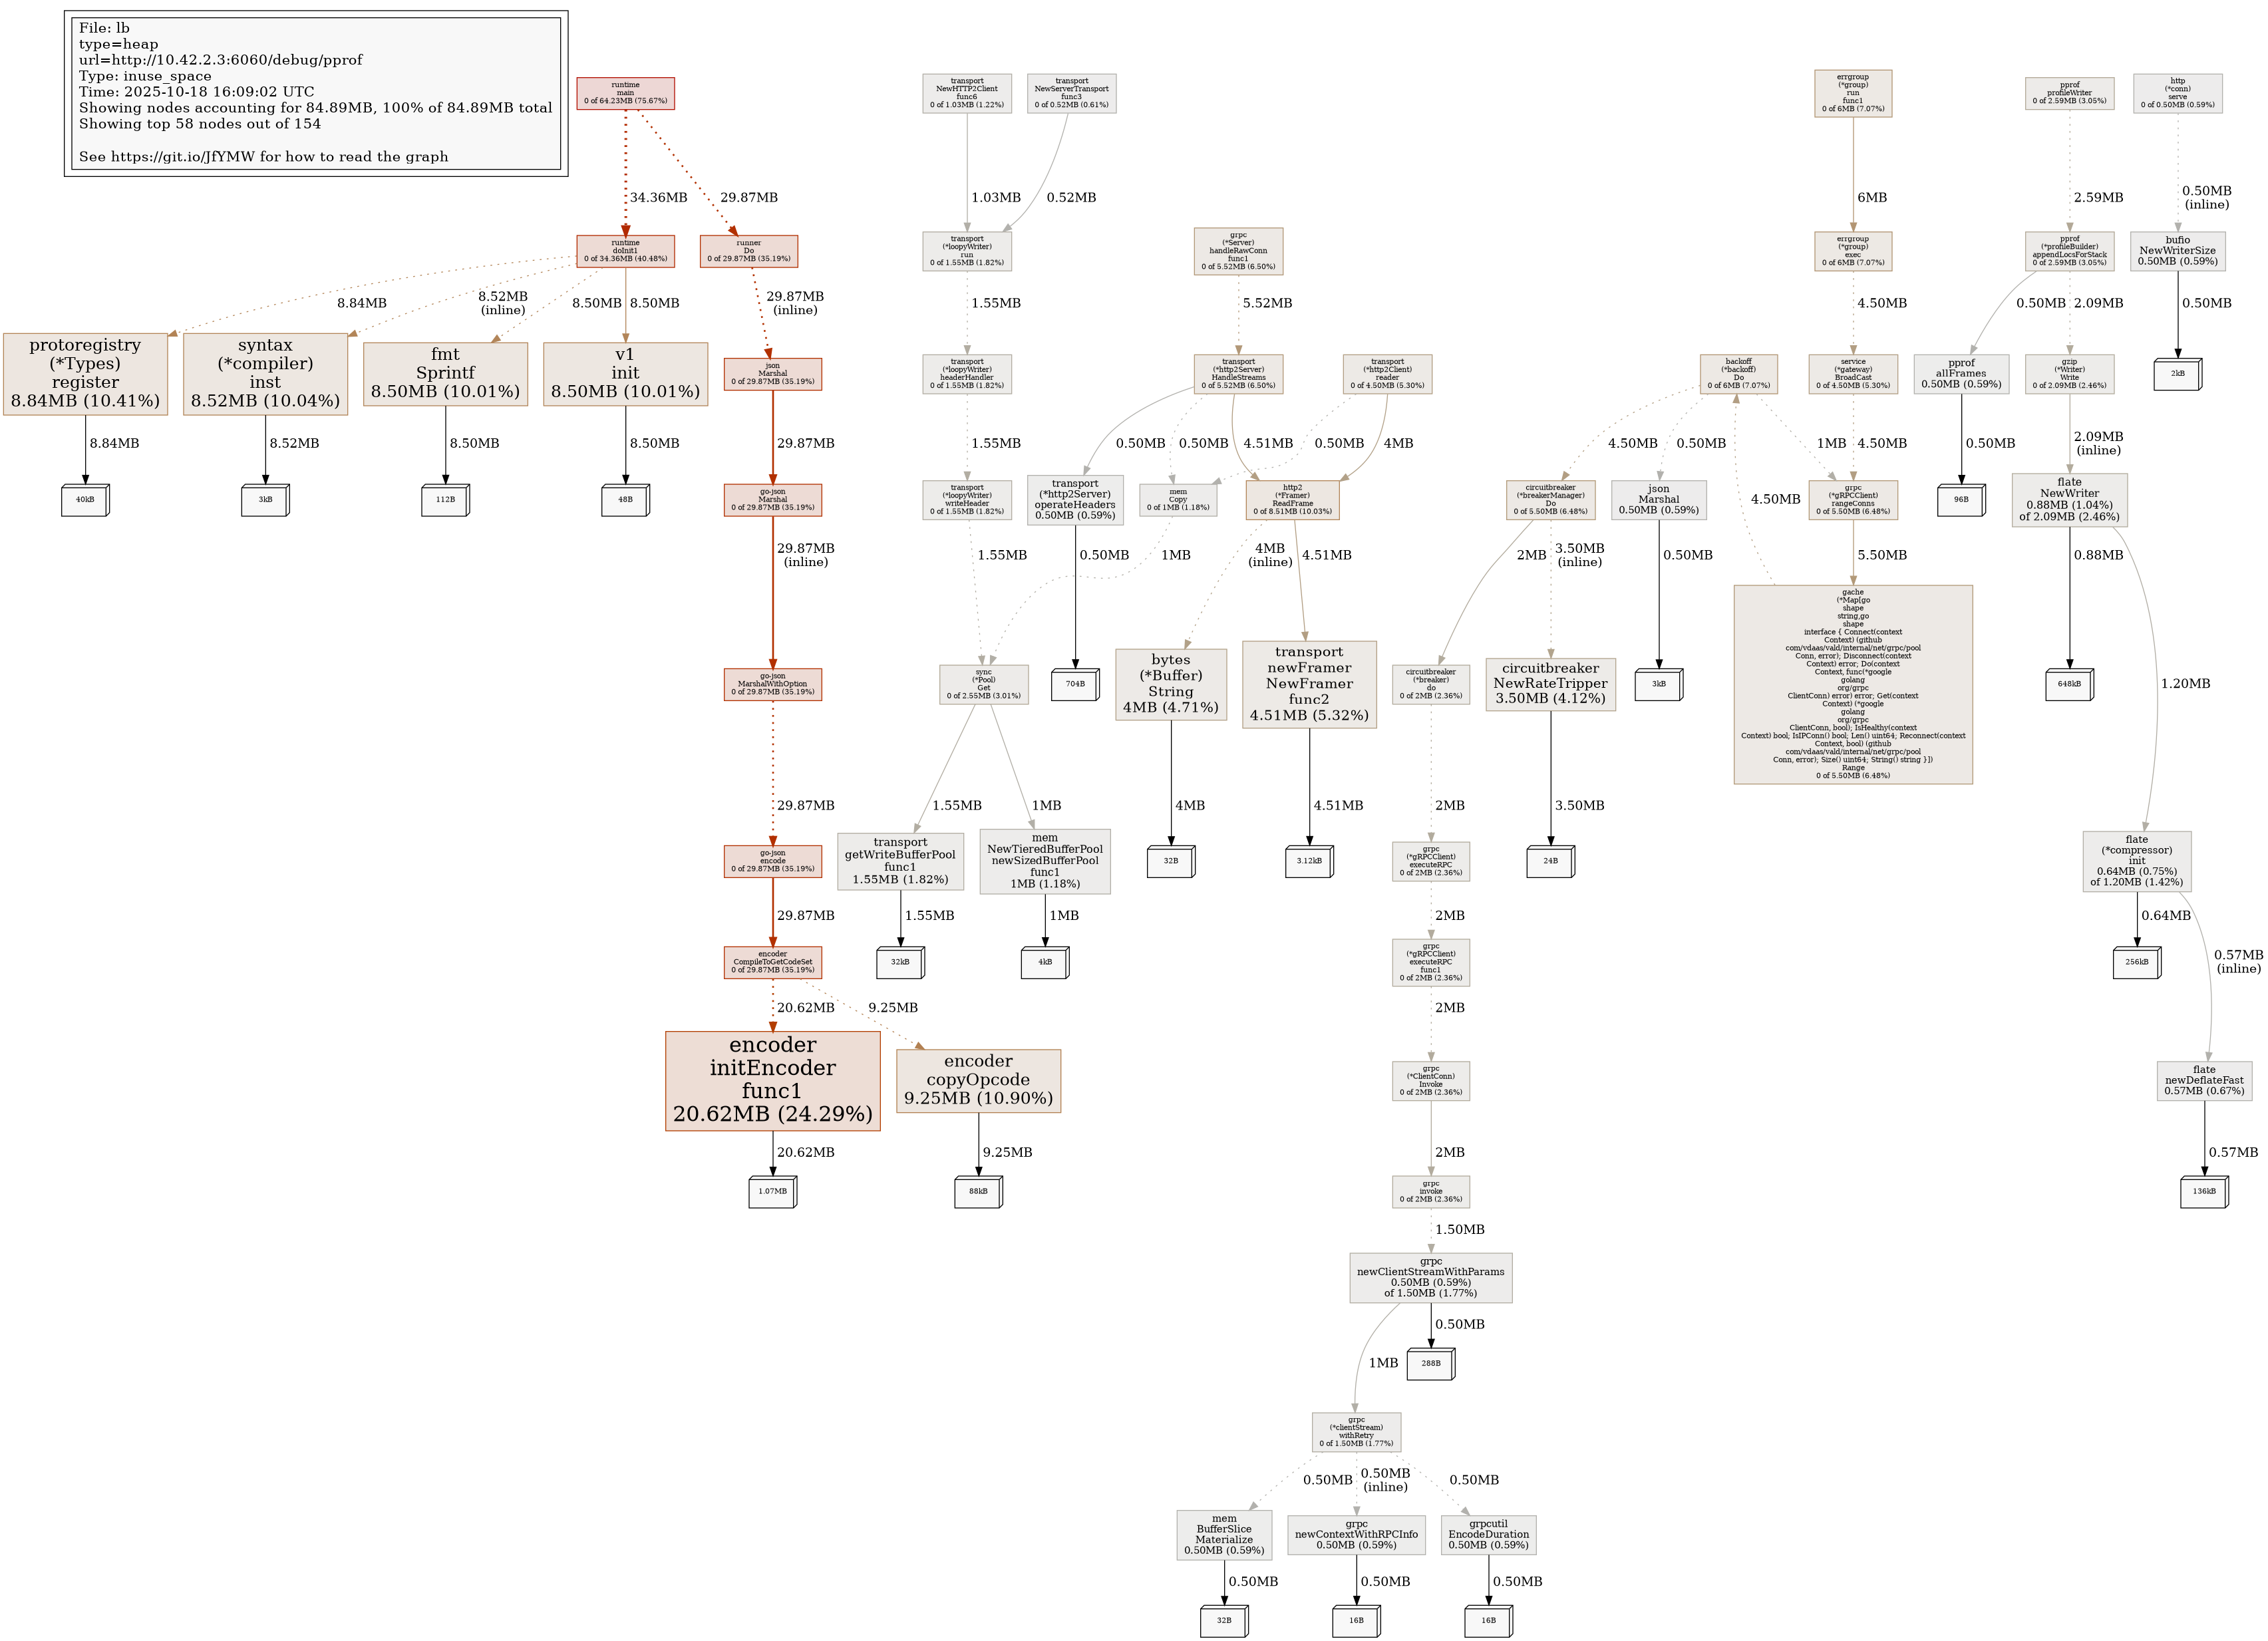 File: lb
type=heap
url=http://10.42.2.3:6060/debug/pprof
Type: inuse_space
Time: 2025-10-18 16:09:02 UTC
Showing nodes accounting for 84.89MB, 100% of 84.89MB total
Showing top 58 nodes out of 154
See https://git.io/JfYMW for how to read the graph
runtime
main
0 of 64.23MB (75.67%)
transport
NewHTTP2Client
func6
0 of 1.03MB (1.22%)
transport
NewServerTransport
func3
0 of 0.52MB (0.61%)
errgroup
(*group)
run
func1
0 of 6MB (7.07%)
pprof
profileWriter
0 of 2.59MB (3.05%)
http
(*conn)
serve
0 of 0.50MB (0.59%)
34.36MB
29.87MB
1.03MB
0.52MB
6MB
2.59MB
0.50MB
(inline)
runtime
doInit1
0 of 34.36MB (40.48%)
runner
Do
0 of 29.87MB (35.19%)
transport
(*loopyWriter)
run
0 of 1.55MB (1.82%)
grpc
(*Server)
handleRawConn
func1
0 of 5.52MB (6.50%)
errgroup
(*group)
exec
0 of 6MB (7.07%)
pprof
(*profileBuilder)
appendLocsForStack
0 of 2.59MB (3.05%)
bufio
NewWriterSize
0.50MB (0.59%)
8.84MB
8.52MB
(inline)
8.50MB
8.50MB
29.87MB
(inline)
1.55MB
5.52MB
4.50MB
0.50MB
2.09MB
0.50MB
protoregistry
(*Types)
register
8.84MB (10.41%)
syntax
(*compiler)
inst
8.52MB (10.04%)
fmt
Sprintf
8.50MB (10.01%)
v1
init
8.50MB (10.01%)
json
Marshal
0 of 29.87MB (35.19%)
transport
(*loopyWriter)
headerHandler
0 of 1.55MB (1.82%)
transport
(*http2Server)
HandleStreams
0 of 5.52MB (6.50%)
transport
(*http2Client)
reader
0 of 4.50MB (5.30%)
backoff
(*backoff)
Do
0 of 6MB (7.07%)
service
(*gateway)
BroadCast
0 of 4.50MB (5.30%)
pprof
allFrames
0.50MB (0.59%)
gzip
(*Writer)
Write
0 of 2.09MB (2.46%)
2kB
8.84MB
8.52MB
8.50MB
8.50MB
29.87MB
1.55MB
0.50MB
0.50MB
4.51MB
0.50MB
4MB
4.50MB
0.50MB
4.50MB
1MB
4.50MB
0.50MB
2.09MB
(inline)
40kB
3kB
112B
48B
go-json
Marshal
0 of 29.87MB (35.19%)
transport
(*loopyWriter)
writeHeader
0 of 1.55MB (1.82%)
transport
(*http2Server)
operateHeaders
0.50MB (0.59%)
mem
Copy
0 of 1MB (1.18%)
http2
(*Framer)
ReadFrame
0 of 8.51MB (10.03%)
circuitbreaker
(*breakerManager)
Do
0 of 5.50MB (6.48%)
json
Marshal
0.50MB (0.59%)
grpc
(*gRPCClient)
rangeConns
0 of 5.50MB (6.48%)
96B
flate
NewWriter
0.88MB (1.04%)
of 2.09MB (2.46%)
29.87MB
(inline)
1.55MB
0.50MB
1MB
4MB
(inline)
4.51MB
2MB
3.50MB
(inline)
0.50MB
5.50MB
0.88MB
1.20MB
go-json
MarshalWithOption
0 of 29.87MB (35.19%)
sync
(*Pool)
Get
0 of 2.55MB (3.01%)
704B
bytes
(*Buffer)
String
4MB (4.71%)
transport
newFramer
NewFramer
func2
4.51MB (5.32%)
circuitbreaker
(*breaker)
do
0 of 2MB (2.36%)
circuitbreaker
NewRateTripper
3.50MB (4.12%)
3kB
gache
(*Map[go
shape
string,go
shape
interface { Connect(context
Context) (github
com/vdaas/vald/internal/net/grpc/pool
Conn, error); Disconnect(context
Context) error; Do(context
Context, func(*google
golang
org/grpc
ClientConn) error) error; Get(context
Context) (*google
golang
org/grpc
ClientConn, bool); IsHealthy(context
Context) bool; IsIPConn() bool; Len() uint64; Reconnect(context
Context, bool) (github
com/vdaas/vald/internal/net/grpc/pool
Conn, error); Size() uint64; String() string }])
Range
0 of 5.50MB (6.48%)
648kB
29.87MB
1.55MB
1MB
4MB
4.51MB
2MB
3.50MB
go-json
encode
0 of 29.87MB (35.19%)
transport
getWriteBufferPool
func1
1.55MB (1.82%)
mem
NewTieredBufferPool
newSizedBufferPool
func1
1MB (1.18%)
32B
3.12kB
grpc
(*gRPCClient)
executeRPC
0 of 2MB (2.36%)
24B
flate
(*compressor)
init
0.64MB (0.75%)
of 1.20MB (1.42%)
29.87MB
1.55MB
1MB
2MB
0.64MB
0.57MB
(inline)
encoder
CompileToGetCodeSet
0 of 29.87MB (35.19%)
32kB
4kB
grpc
(*gRPCClient)
executeRPC
func1
0 of 2MB (2.36%)
256kB
20.62MB
9.25MB
2MB
encoder
initEncoder
func1
20.62MB (24.29%)
encoder
copyOpcode
9.25MB (10.90%)
grpc
(*ClientConn)
Invoke
0 of 2MB (2.36%)
flate
newDeflateFast
0.57MB (0.67%)
20.62MB
9.25MB
2MB
0.57MB
1.07MB
88kB
grpc
invoke
0 of 2MB (2.36%)
136kB
1.50MB
grpc
newClientStreamWithParams
0.50MB (0.59%)
of 1.50MB (1.77%)
1MB
0.50MB
288B
grpc
(*clientStream)
withRetry
0 of 1.50MB (1.77%)
0.50MB
0.50MB
(inline)
0.50MB
mem
BufferSlice
Materialize
0.50MB (0.59%)
grpc
newContextWithRPCInfo
0.50MB (0.59%)
grpcutil
EncodeDuration
0.50MB (0.59%)
0.50MB
0.50MB
0.50MB
32B
16B
16B